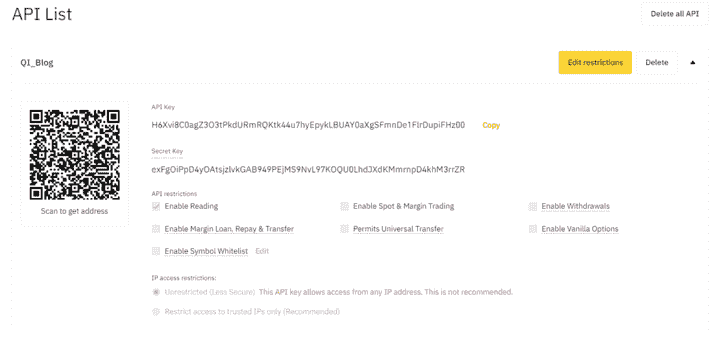 API List
Delete all API
QI_Blog
Edit restrictions
Delete
API Key
H6Xvi8C0agZ3O3tPkdURmRQKtk44u7hyEpykLBUAY0aXgSFmnDe1FlrDupiFHz00 Copy
Secret Key
exFgOiPpD4yOAtsjzIvkGAB949PEjMS9NvL97KOQU0LhdJXdKMmrnpD4khM3rrZR
Scan to get address
API restrictions
Enable Reading
Enable Spot & Margin Trading
Enable Withdrawals
Enable Margin Loan, Repay & Transfer
Permits Universal Transfer
Enable Vanilla Options
Enable Symbol Whitelist Edit
IP access restrictions:
Unrestricted (Less Secure) This API key allows access from any IP address. This is not recommended.
Restrict access to trusted IPs only (Recommended)